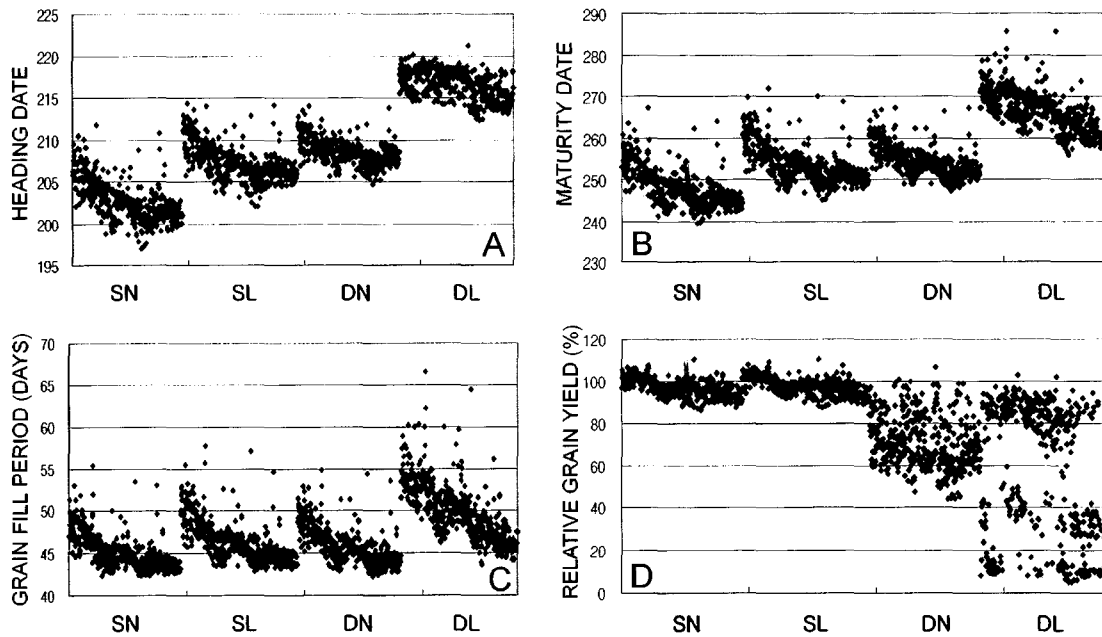 HEADING DATE
225
220
215
210
205
200
195
A
SN SL DN DL
MATURITY DATE
290
280
270
260
250
240
230
B
SN SL DN DL
GRAIN FILL PERIOD (DAYS)
70
65
60
55
50
45
40
C
SN SL DN DL
RELATIVE GRAIN YIELD (%)
120
100
80
60
40
20
0
D
SN SL DN DL